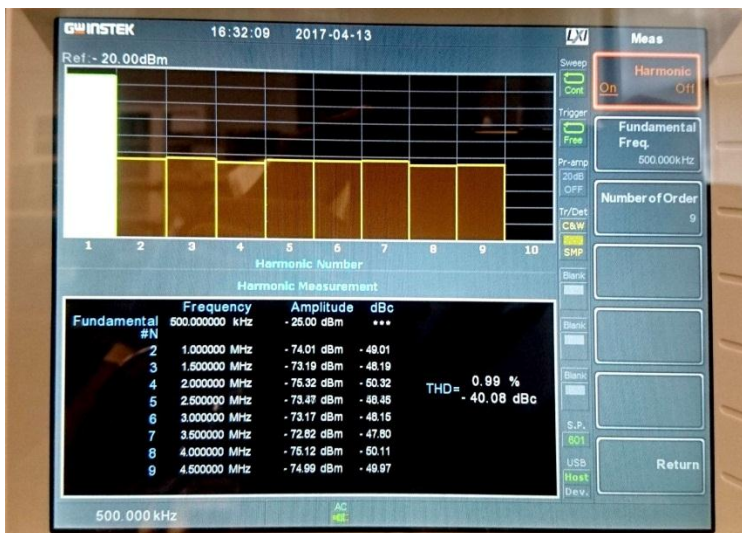 GWINSTEK 16:32:09 2017-04-13 LXI Meas
Ref:- 20.00dBm
Sweep
Cont
Trigger
Free
Pr-amp
20dB
OFF
Tr/Det
C&W
SMP
Blank
Blank
Blank
S.P.
601
USB
Host
Dev.
Harmonic
On Off
Fundamental
Freq.
500.000kHz
Number of Order
9
Return
1 2 3 4 5 6 7 8 9 10
Harmonic Number
Harmonic Measurement
Frequency Amplitude dBc
Fundamental 500.000000 kHz - 25.00 dBm •••
#N
2 1.000000 MHz - 74.01 dBm - 49.01
3 1.500000 MHz - 73.19 dBm - 48.19
4 2.000000 MHz - 75.32 dBm - 50.32
5 2.500000 MHz - 73.47 dBm - 48.46
6 3.000000 MHz - 73.17 dBm - 48.15
7 3.500000 MHz - 72.82 dBm - 47.80
8 4.000000 MHz - 75.12 dBm - 50.11
9 4.500000 MHz - 74.99 dBm - 49.97
THD= 0.99 %
- 40.08 dBc
500.000 kHz
AC